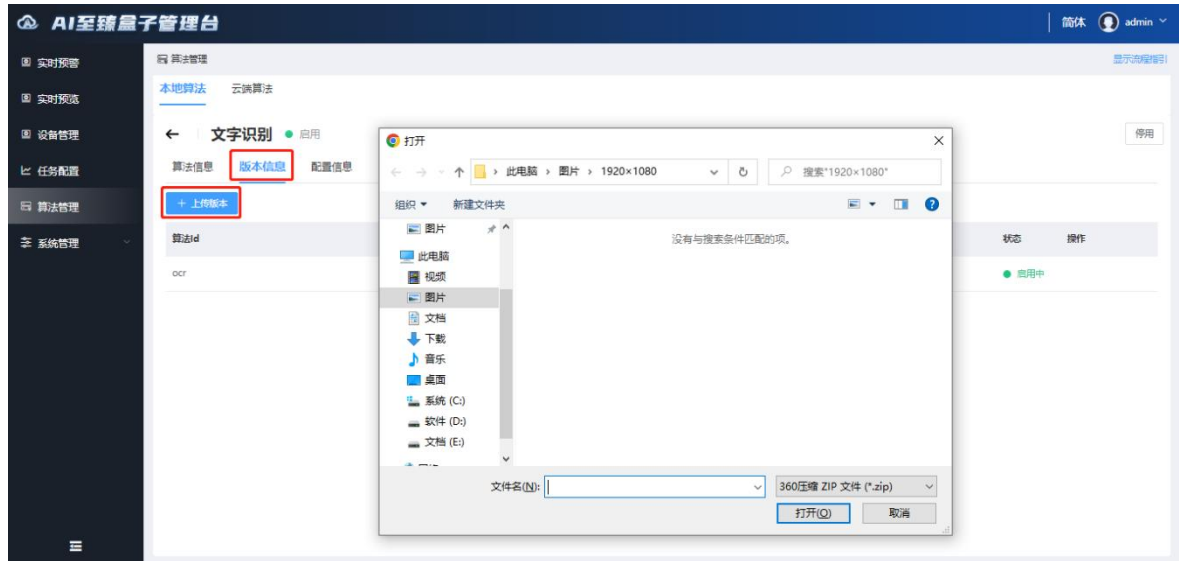 AI至臻盒子管理台
简体 admin
实时预警
实时预览
设备管理
任务配置
算法管理
系统管理
算法管理
显示流程指引
本地算法 云端算法
文字识别 启用
停用
算法信息 版本信息 配置信息
+ 上传版本
算法Id 状态 操作
ocr 启用中
打开
此电脑 › 图片 › 1920×1080
搜索"1920×1080"
组织 新建文件夹
图片
此电脑
视频
图片
文档
下载
音乐
桌面
系统 (C:)
软件 (D:)
文档 (E:)
没有与搜索条件匹配的项。
文件名(N):
360压缩 ZIP 文件 (*.zip)
打开(O) 取消